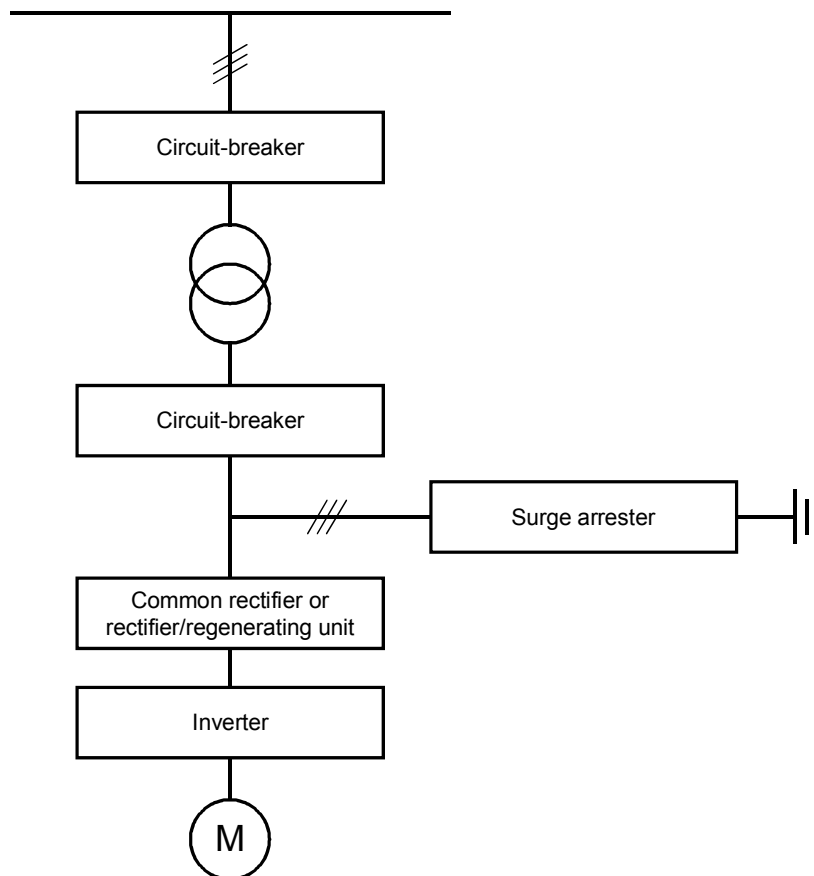 Circuit-breaker
Circuit-breaker
Surge arrester
Common rectifier or
rectifier/regenerating unit
Inverter
M